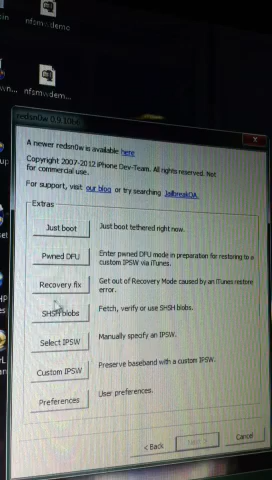 nfsmwdemo
nfsmwdem...
redsn0w 0.9.10b6
A newer redsn0w is available here
Copyright 2007-2012 iPhone Dev-Team. All rights reserved. Not
for commercial use.
For support, visit our blog or try searching JailbreakQA.
Extras
Just boot
Just boot tethered right now.
Pwned DFU
Enter pwned DFU mode in preparation for restoring to a
custom IPSW via iTunes.
Recovery fix
Get out of Recovery Mode caused by an iTunes restore
error.
SHSH blobs
Fetch, verify or use SHSH blobs.
Select IPSW
Manually specify an IPSW.
Custom IPSW
Preserve baseband with a custom IPSW.
Preferences
User preferences.
< Back
Next >
Cancel